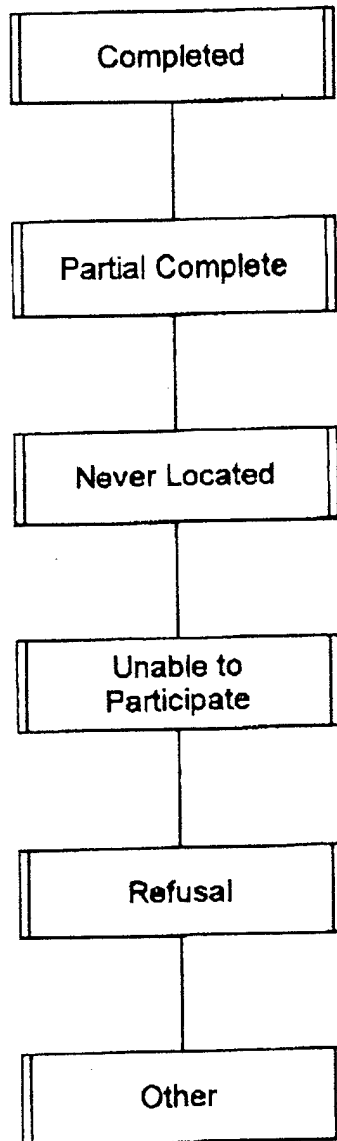 Completed
Partial Complete
Never Located
Unable to
Participate
Refusal
Other